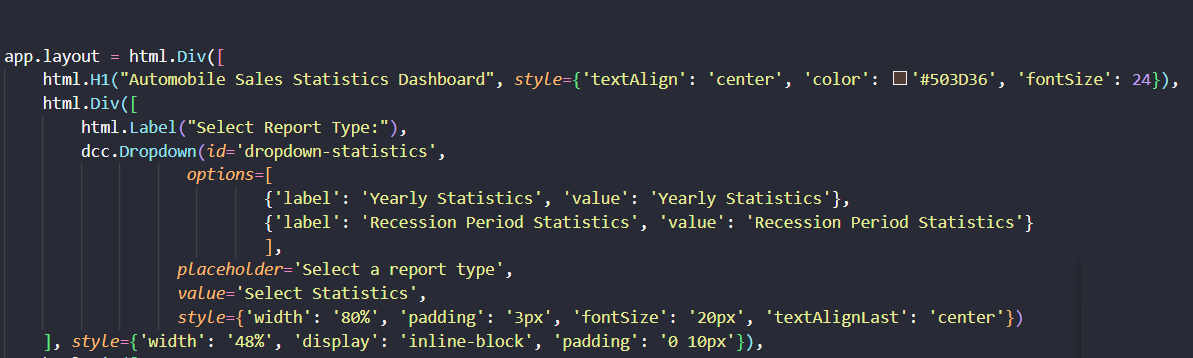 app.layout = html.Div([
    html.H1("Automobile Sales Statistics Dashboard", style={'textAlign': 'center', 'color': '#503D36', 'fontSize': 24}),
    html.Div([
        html.Label("Select Report Type:"),
        dcc.Dropdown(id='dropdown-statistics',
                   options=[
                           {'label': 'Yearly Statistics', 'value': 'Yearly Statistics'},
                           {'label': 'Recession Period Statistics', 'value': 'Recession Period Statistics'}
                           ],
                  placeholder='Select a report type',
                  value='Select Statistics',
                  style={'width': '80%', 'padding': '3px', 'fontSize': '20px', 'textAlignLast': 'center'})
    ], style={'width': '48%', 'display': 'inline-block', 'padding': '0 10px'}),